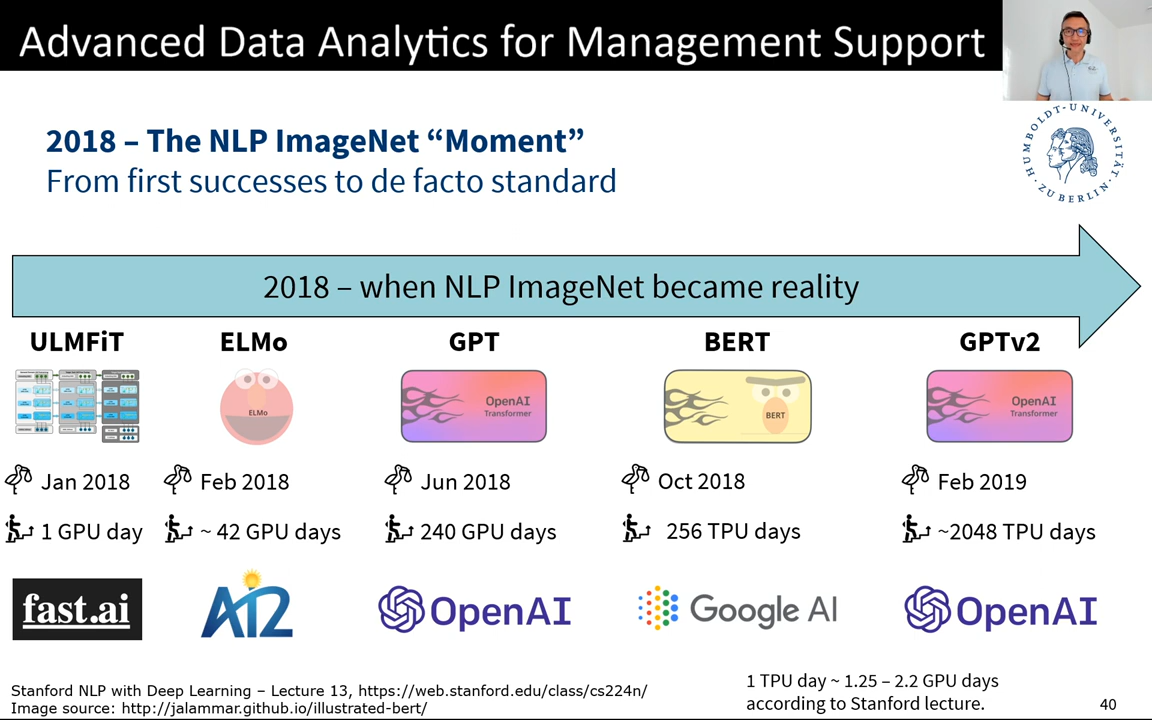 Advanced Data Analytics for Management Support
HUMBOLDT-UNIVERSITÄT
ZU BERLIN
2018 – The NLP ImageNet “Moment”
From first successes to de facto standard
2018 – when NLP ImageNet became reality
ULMFiT ELMo GPT BERT GPTv2
ELMo
OpenAI
Transformer
BERT
OpenAI
Transformer
Jan 2018 Feb 2018 Jun 2018 Oct 2018 Feb 2019
1 GPU day ~ 42 GPU days 240 GPU days 256 TPU days ~2048 TPU days
fast.ai AI2 OpenAI Google AI OpenAI
1 TPU day ~ 1.25 – 2.2 GPU days
according to Stanford lecture.
Stanford NLP with Deep Learning – Lecture 13, https://web.stanford.edu/class/cs224n/
Image source: http://jalammar.github.io/illustrated-bert/
40